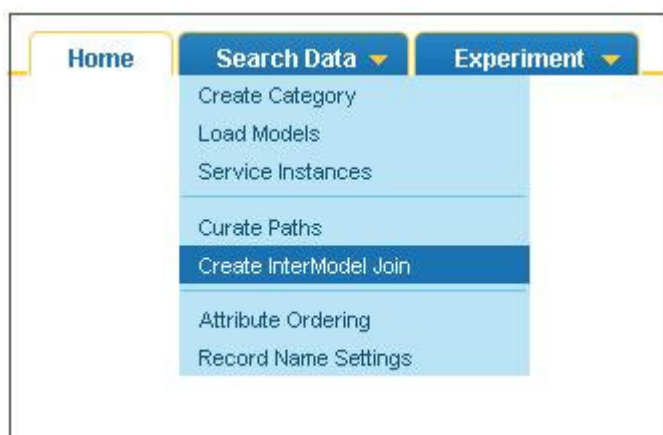 Home Search Data Experiment
Create Category
Load Models
Service Instances
Curate Paths
Create InterModel Join
Attribute Ordering
Record Name Settings